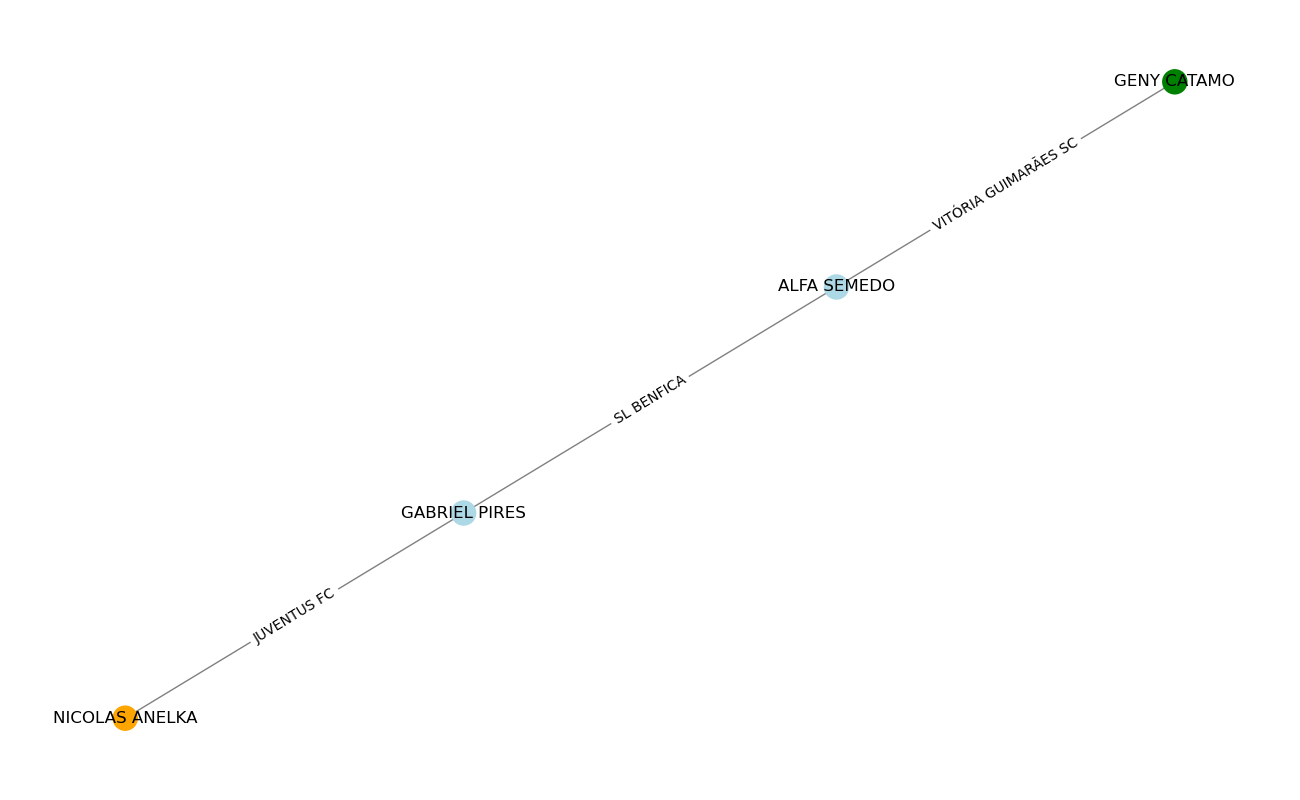 GENY CATAMO
VITÓRIA GUIMARÃES SC
ALFA SEMEDO
SL BENFICA
GABRIEL PIRES
JUVENTUS FC
NICOLAS ANELKA